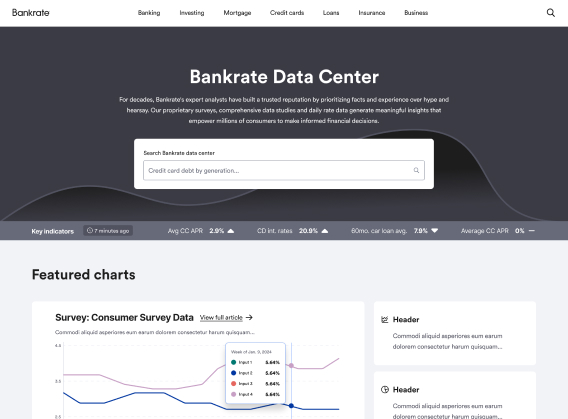 Bankrate
Banking Investing Mortgage Credit cards Loans Insurance Business
Bankrate Data Center
For decades, Bankrate's expert analysts have built a trusted reputation by prioritizing facts and experience over hype and
hearsay. Our proprietary surveys, comprehensive data studies and daily rate data generate meaningful insights that
empower millions of consumers to make informed financial decisions.
Search Bankrate data center
Credit card debt by generation...
Key indicators 7 minutes ago Avg CC APR 2.9% CD int. rates 20.9% 60mo. car loan avg. 7.9% Average CC APR 0%
Featured charts
Survey: Consumer Survey Data View full article
Commodi aliquid asperiores eum earum dolorem consectetur harum quisquam...
4.6
Week of Jan. 9, 2024
Input 1 5.64%
Input 2 5.64%
Input 3 5.64%
Input 4 5.64%
Header
Commodi aliquid asperiores eum earum
dolorem consectetur harum quisquam...
Header
Commodi aliquid asperiores eum earum
dolorem consectetur harum quisquam...